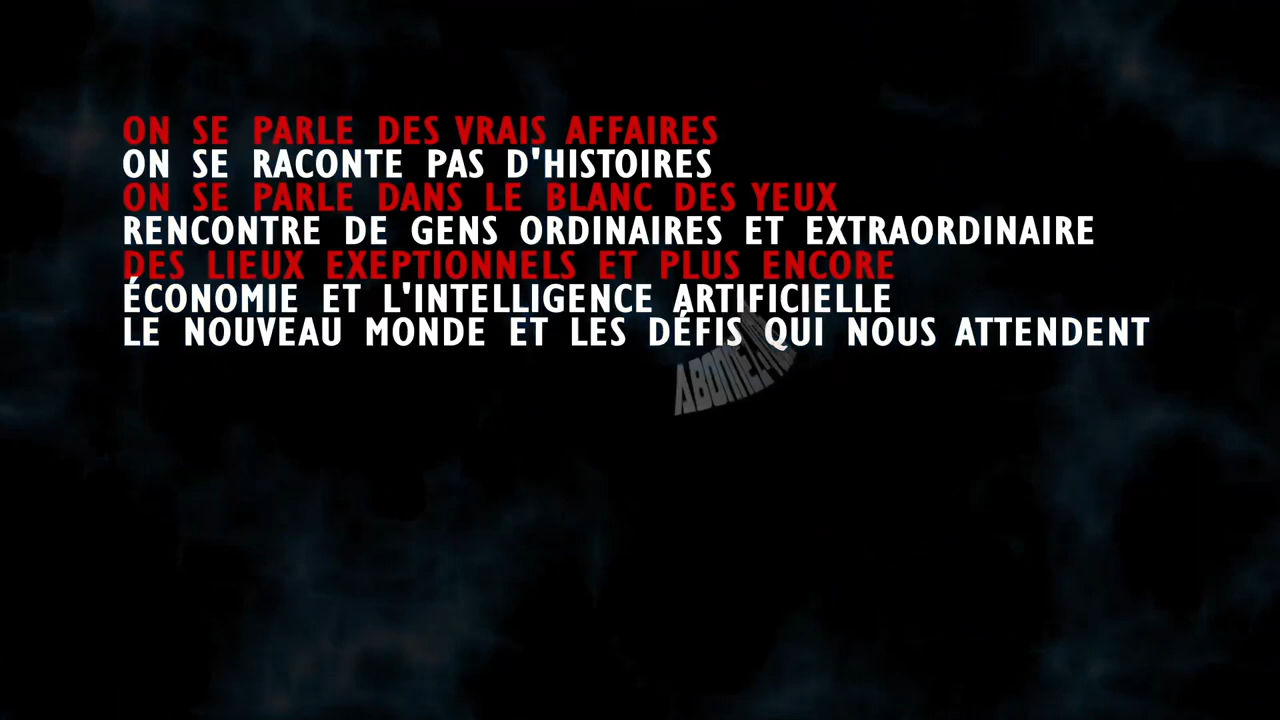 ON SE PARLE DES VRAIS AFFAIRES
ON SE RACONTE PAS D'HISTOIRES
ON SE PARLE DANS LE BLANC DES YEUX
RENCONTRE DE GENS ORDINAIRES ET EXTRAORDINAIRE
DES LIEUX EXEPTIONNELS ET PLUS ENCORE
ÉCONOMIE ET L'INTELLIGENCE ARTIFICIELLE
LE NOUVEAU MONDE ET LES DÉFIS QUI NOUS ATTENDENT